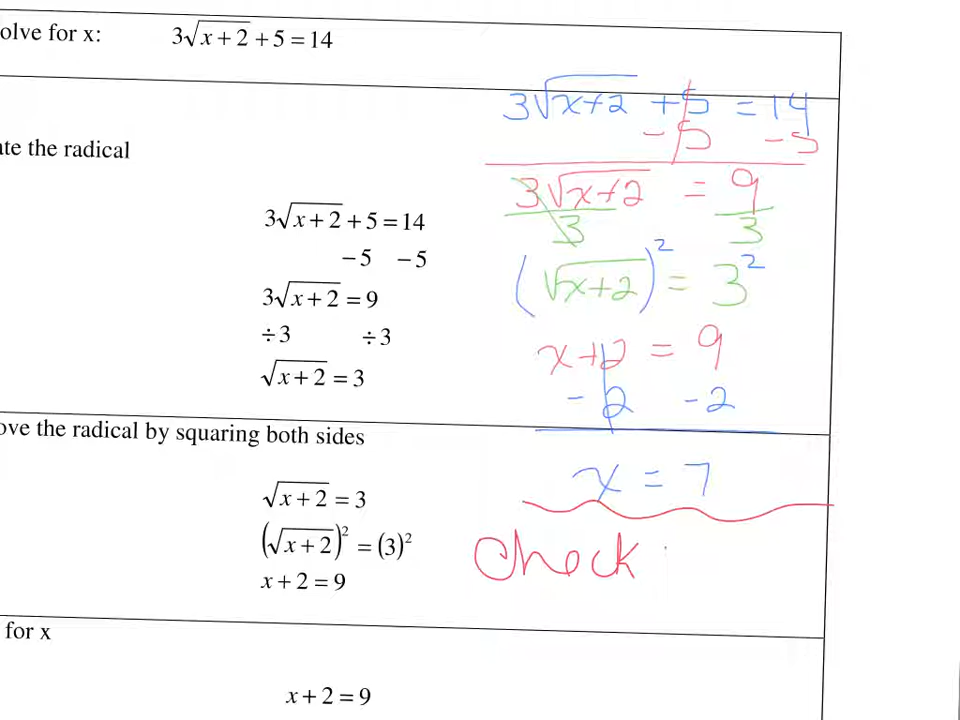 olve for x: 3√x+2 + 5 = 14
3√x+2 + 5 = 14
- 5 - 5
ate the radical
3√x+2 = 9
3 3
3√x+2 + 5 = 14
− 5 − 5
(√x+2)² = 3²
3√x+2 = 9
÷3 ÷3
x+2 = 9
√x+2 = 3
- 2 - 2
ove the radical by squaring both sides
x = 7
√x+2 = 3
(√x+2)² = (3)²
check
x + 2 = 9
for x
x + 2 = 9